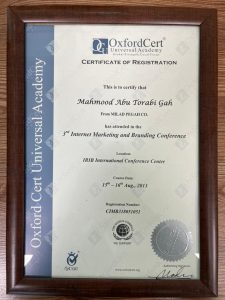 OxfordCert
Universal Academy
CERTIFICATE OF REGISTRATION
This is to certify that
Mahmood Abu Torabi Gah
From MILAD PEGAH CO.
has attended in the
3rd Internet Marketing and Branding Conference
Location:
IRIB International Conference Center
Course Date:
15th - 16th Aug., 2013
Registration Number:
Oxford Cert Universal Academy